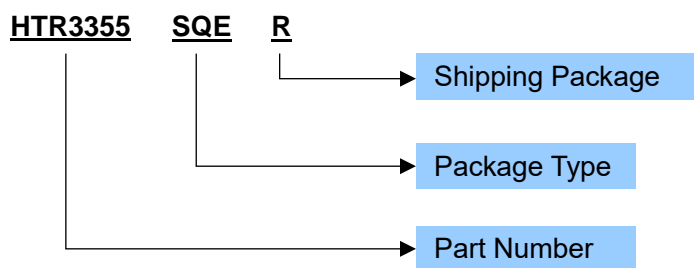 HTR3355 SQE R
Shipping Package
Package Type
Part Number